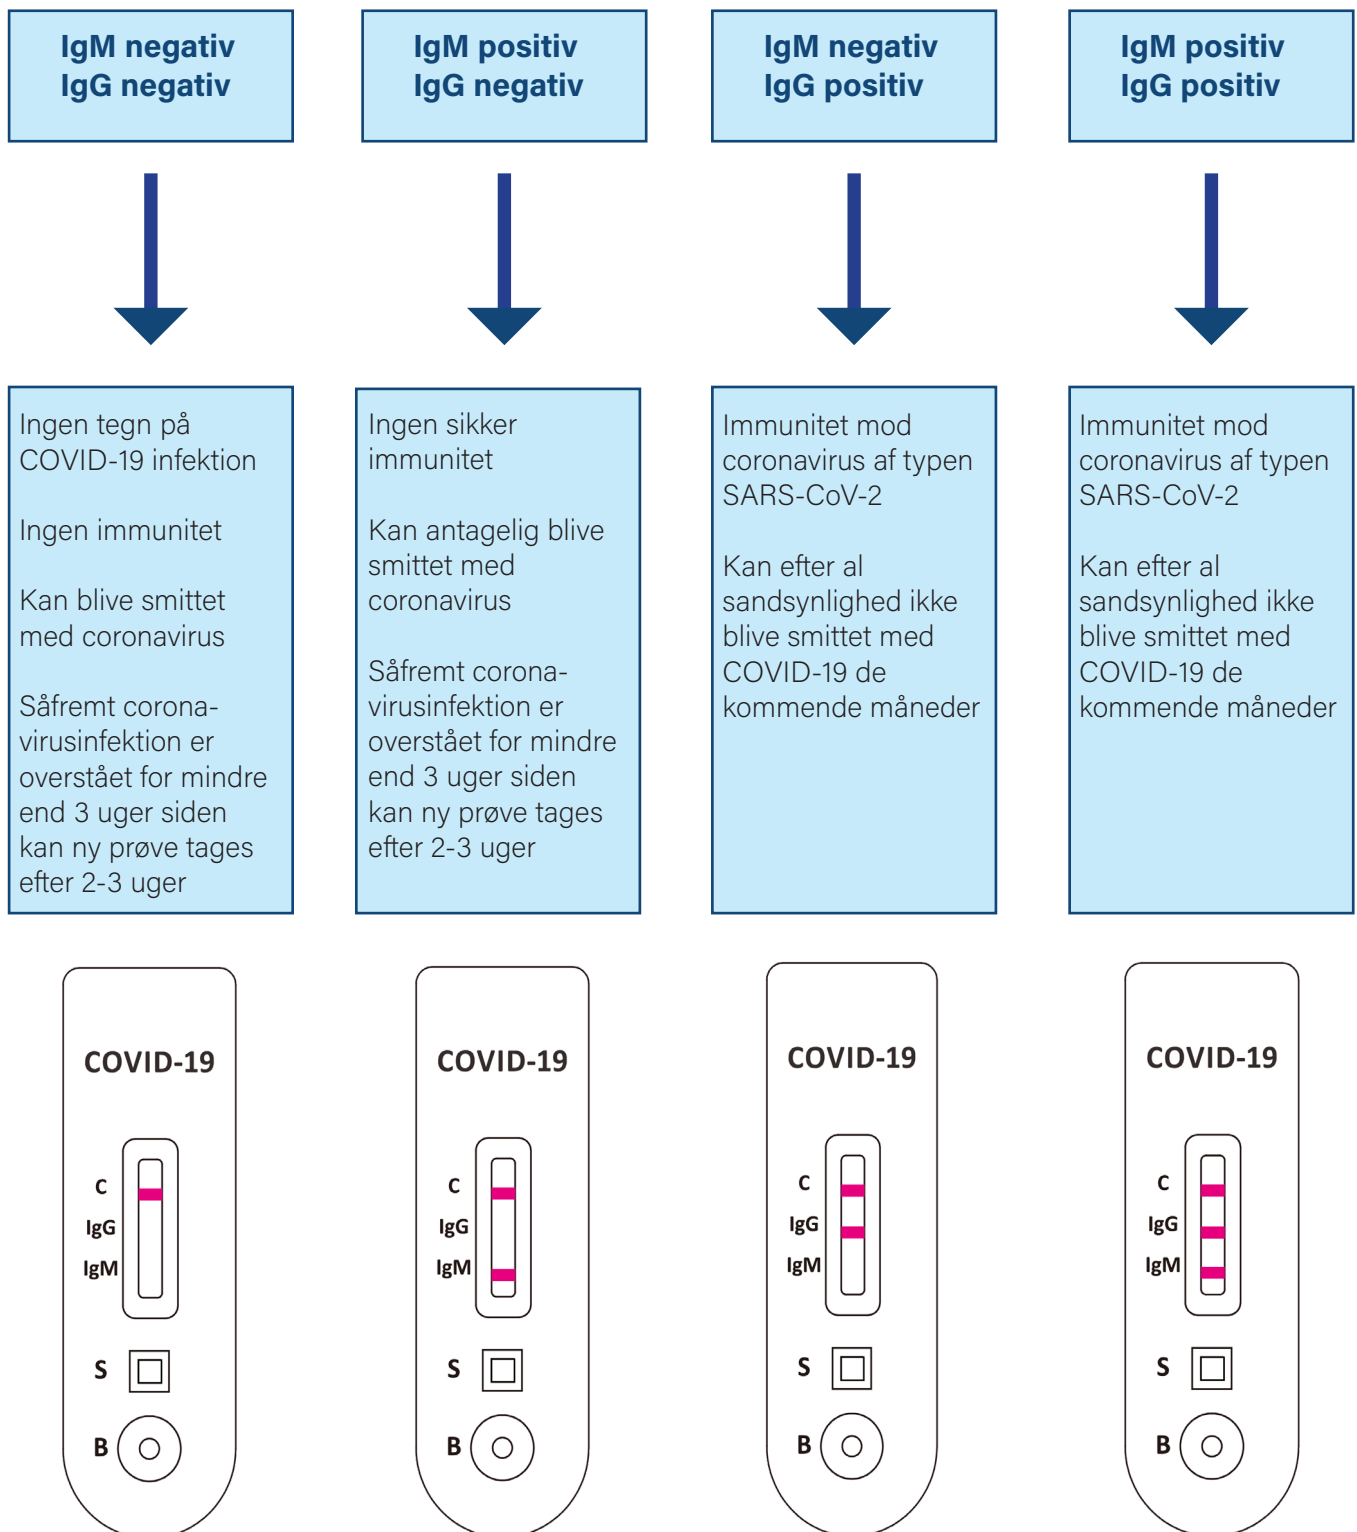 IgM negativ
IgG negativ
IgM positiv
IgG negativ
IgM negativ
IgG positiv
IgM positiv
IgG positiv
Ingen tegn på
COVID-19 infektion
Ingen immunitet
Kan blive smittet
med coronavirus
Såfremt corona-
virusinfektion er
overstået for mindre
end 3 uger siden
kan ny prøve tages
efter 2-3 uger
Ingen sikker
immunitet
Kan antagelig blive
smittet med
coronavirus
Såfremt corona-
virusinfektion er
overstået for mindre
end 3 uger siden
kan ny prøve tages
efter 2-3 uger
Immunitet mod
coronavirus af typen
SARS-CoV-2
Kan efter al
sandsynlighed ikke
blive smittet med
COVID-19 de
kommende måneder
Immunitet mod
coronavirus af typen
SARS-CoV-2
Kan efter al
sandsynlighed ikke
blive smittet med
COVID-19 de
kommende måneder
COVID-19
C
IgG
IgM
S
B
COVID-19
C
IgG
IgM
S
B
COVID-19
C
IgG
IgM
S
B
COVID-19
C
IgG
IgM
S
B